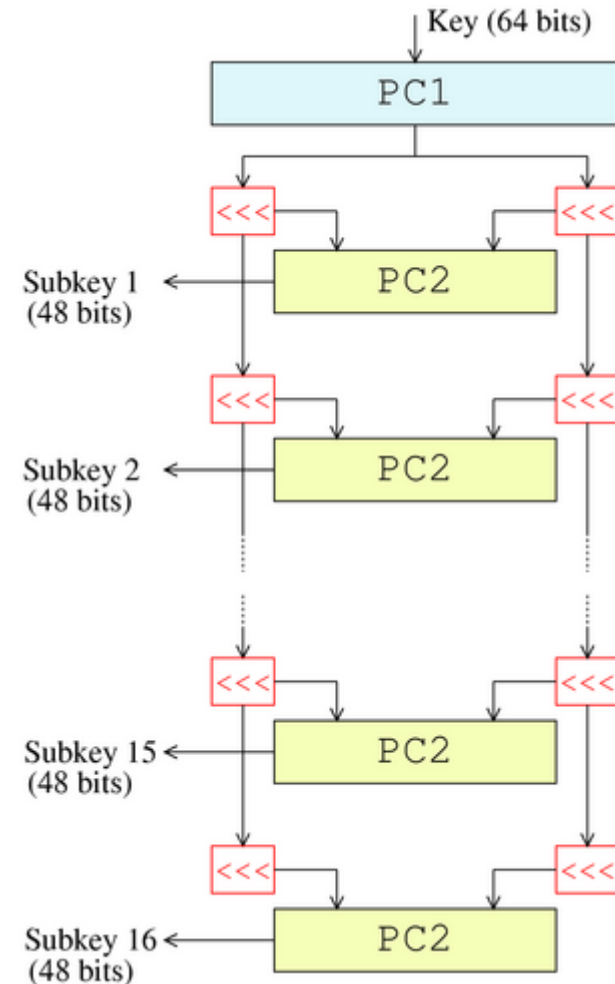 Key (64 bits)
PC1
<<< <<<
PC2
Subkey 1
(48 bits)
<<< <<<
PC2
Subkey 2
(48 bits)
<<< <<<
PC2
Subkey 15
(48 bits)
<<< <<<
PC2
Subkey 16
(48 bits)